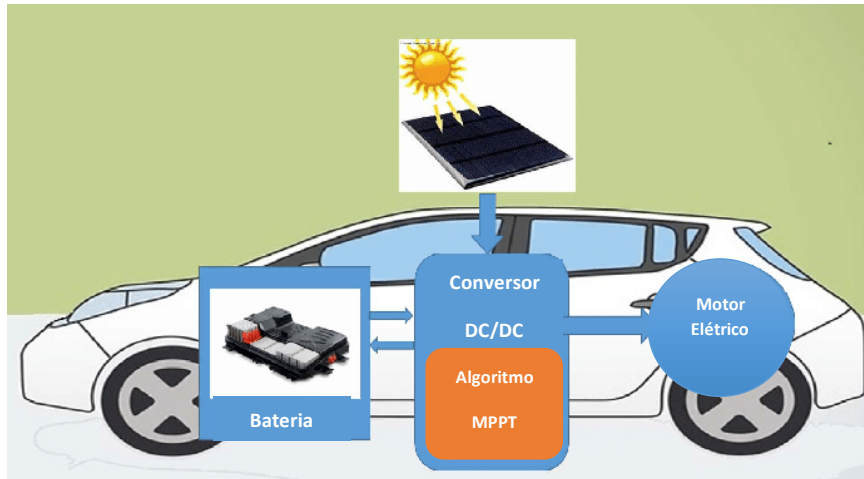 Conversor
DC/DC
Algoritmo
MPPT
Bateria
Motor
Elétrico